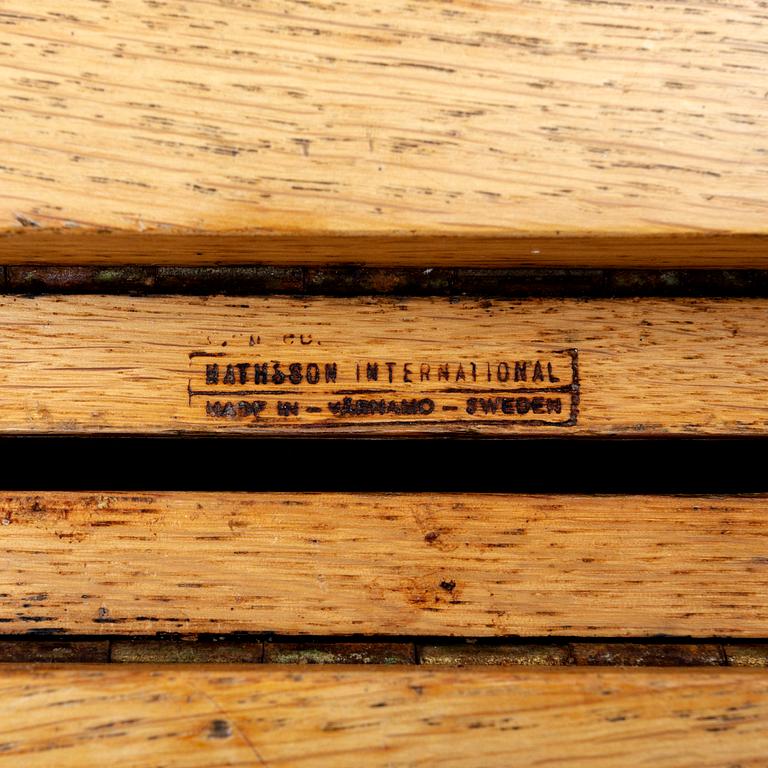 MATHSSON INTERNATIONAL
MADE IN – VÄRNAMO – SWEDEN